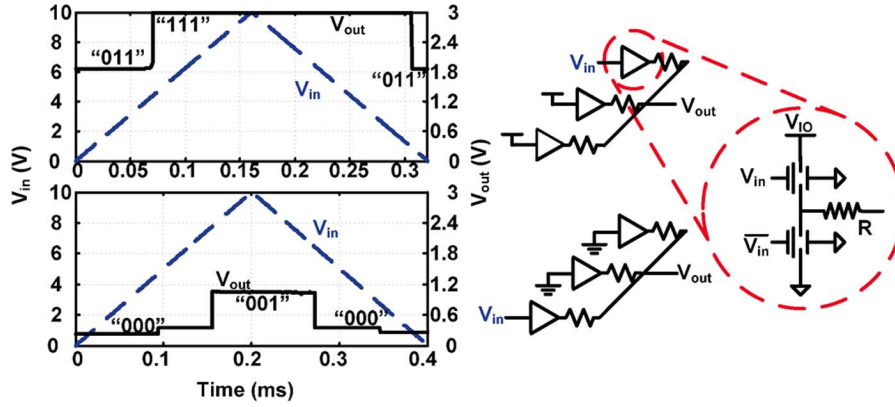 10
8
6
4
2
0
"011"
"111"
V_out
V_in
"011"
3
2.4
1.8
1.2
0.6
0
0 0.05 0.1 0.15 0.2 0.25 0.3
V_in (V)
V_out (V)
10
8
6
4
2
0
V_in
V_out
"000"
"001"
"000"
3
2.4
1.8
1.2
0.6
0
0 0.1 0.2 0.3 0.4
Time (ms)
V_in
V_out
V_out
V_in
V_IO
V_in
R
V̅_in